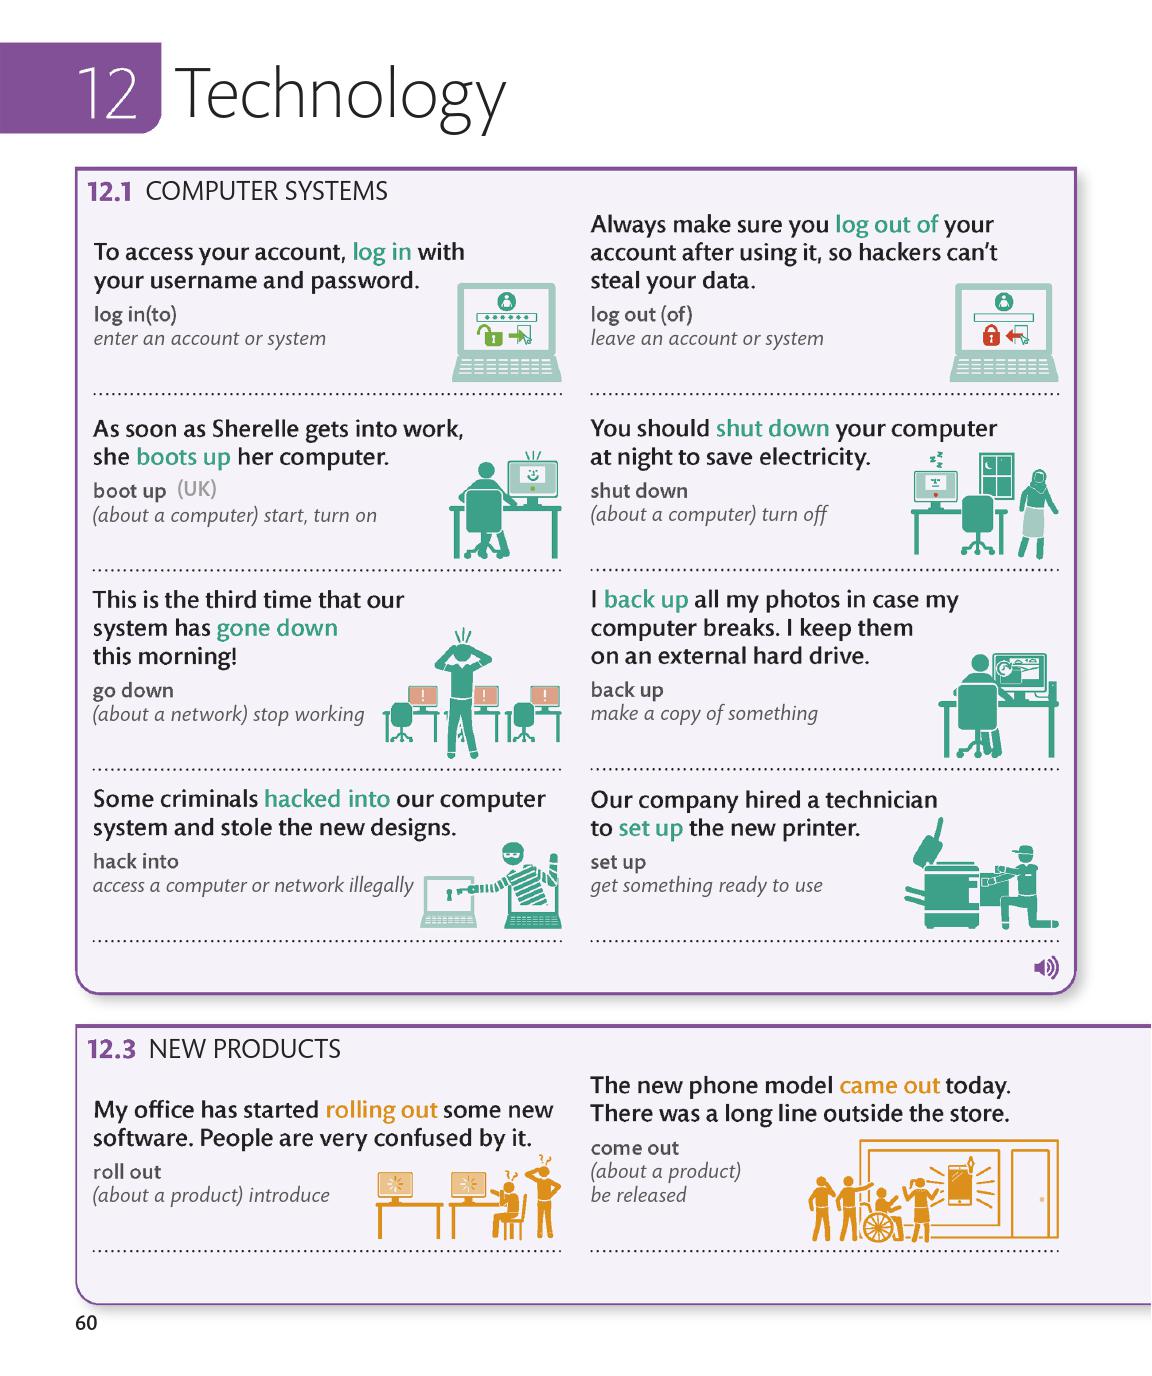 12 Technology
12.1 COMPUTER SYSTEMS
To access your account, log in with
your username and password.
log in(to)
enter an account or system
Always make sure you log out of your
account after using it, so hackers can't
steal your data.
log out (of)
leave an account or system
As soon as Sherelle gets into work,
she boots up her computer.
boot up (UK)
(about a computer) start, turn on
You should shut down your computer
at night to save electricity.
shut down
(about a computer) turn off
This is the third time that our
system has gone down
this morning!
go down
(about a network) stop working
I back up all my photos in case my
computer breaks. I keep them
on an external hard drive.
back up
make a copy of something
Some criminals hacked into our computer
system and stole the new designs.
hack into
access a computer or network illegally
Our company hired a technician
to set up the new printer.
set up
get something ready to use
12.3 NEW PRODUCTS
My office has started rolling out some new
software. People are very confused by it.
roll out
(about a product) introduce
The new phone model came out today.
There was a long line outside the store.
come out
(about a product)
be released
60